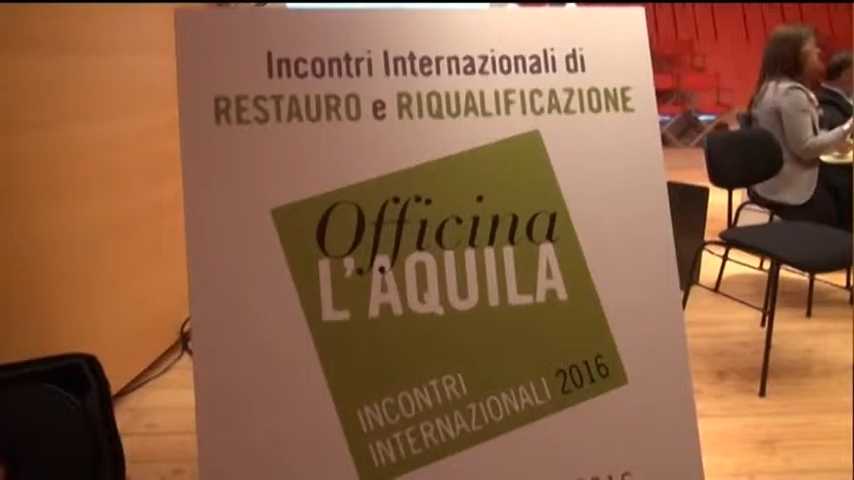 Incontri Internazionali di
RESTAURO e RIQUALIFICAZIONE
Officina
L'AQUILA
INCONTRI
INTERNAZIONALI 2016